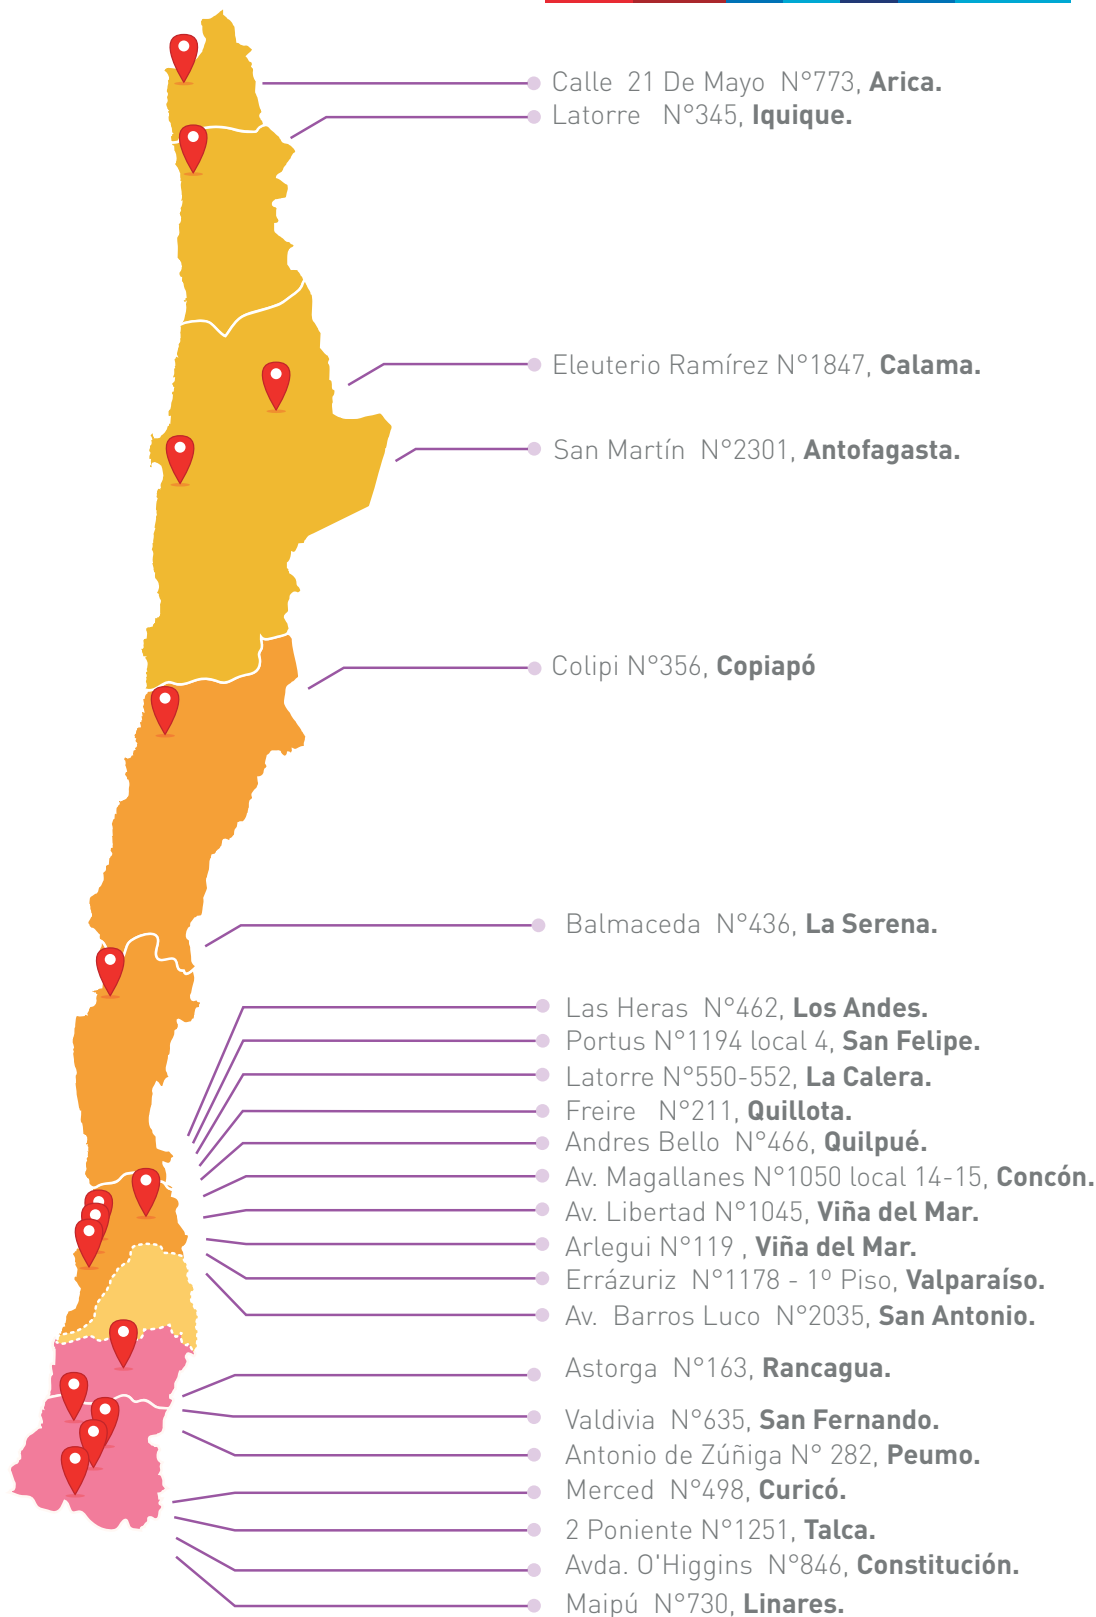 Calle 21 De Mayo N°773, Arica.
Latorre N°345, Iquique.
Eleuterio Ramírez N°1847, Calama.
San Martín N°2301, Antofagasta.
Colipi N°356, Copiapó
Balmaceda N°436, La Serena.
Las Heras N°462, Los Andes.
Portus N°1194 local 4, San Felipe.
Latorre N°550-552, La Calera.
Freire N°211, Quillota.
Andres Bello N°466, Quilpué.
Av. Magallanes N°1050 local 14-15, Concón.
Av. Libertad N°1045, Viña del Mar.
Arlegui N°119 , Viña del Mar.
Errázuriz N°1178 - 1º Piso, Valparaíso.
Av. Barros Luco N°2035, San Antonio.
Astorga N°163, Rancagua.
Valdivia N°635, San Fernando.
Antonio de Zúñiga N° 282, Peumo.
Merced N°498, Curicó.
2 Poniente N°1251, Talca.
Avda. O'Higgins N°846, Constitución.
Maipú N°730, Linares.